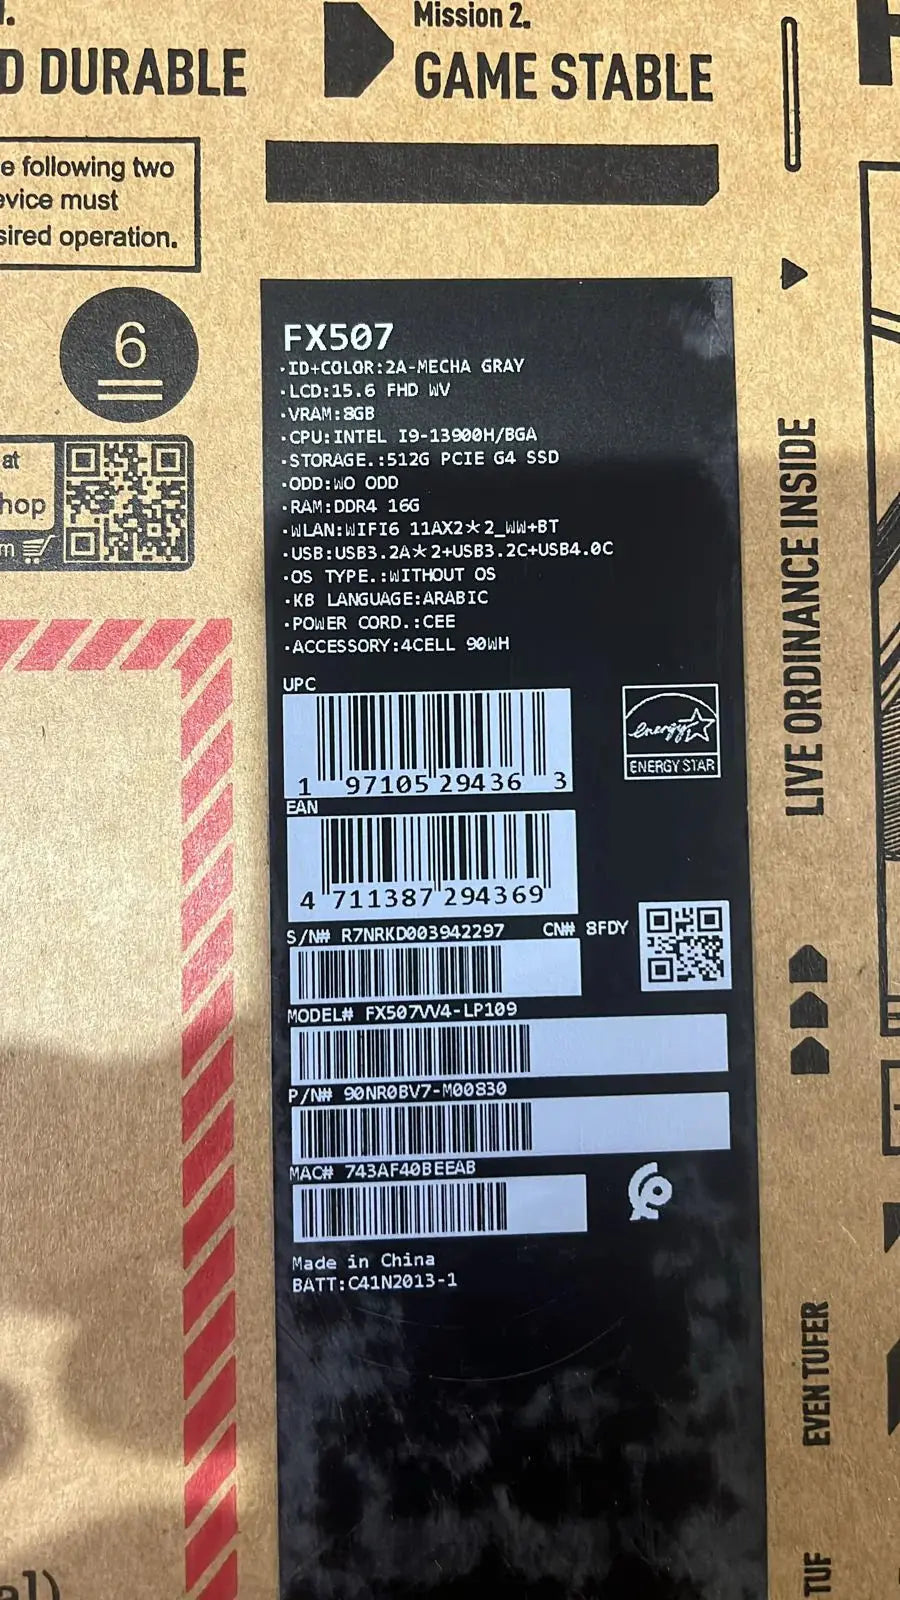 Mission 2.
D DURABLE
GAME STABLE
e following two
evice must
sired operation.
6
at
hop
m
FX507
·ID+COLOR:2A-MECHA GRAY
·LCD:15.6 FHD WV
·VRAM:8GB
·CPU:INTEL I9-13900H/BGA
·STORAGE.:512G PCIE G4 SSD
·ODD:WO ODD
·RAM:DDR4 16G
·WLAN:WIFI6 11AX2*2_WW+BT
·USB:USB3.2A*2+USB3.2C+USB4.0C
·OS TYPE.:WITHOUT OS
·KB LANGUAGE:ARABIC
·POWER CORD.:CEE
·ACCESSORY:4CELL 90WH
UPC
1 97105 29436 3
energy
ENERGY STAR
EAN
4 711387 294369
S/N# R7NRKD003942297 CN# 8FDY
MODEL# FX507VV4-LP109
P/N# 90NR0BV7-M00830
MAC# 743AF40BEEAB
Made in China
BATT:C41N2013-1
LIVE ORDINANCE INSIDE
EVEN TUFER
TUF
al)